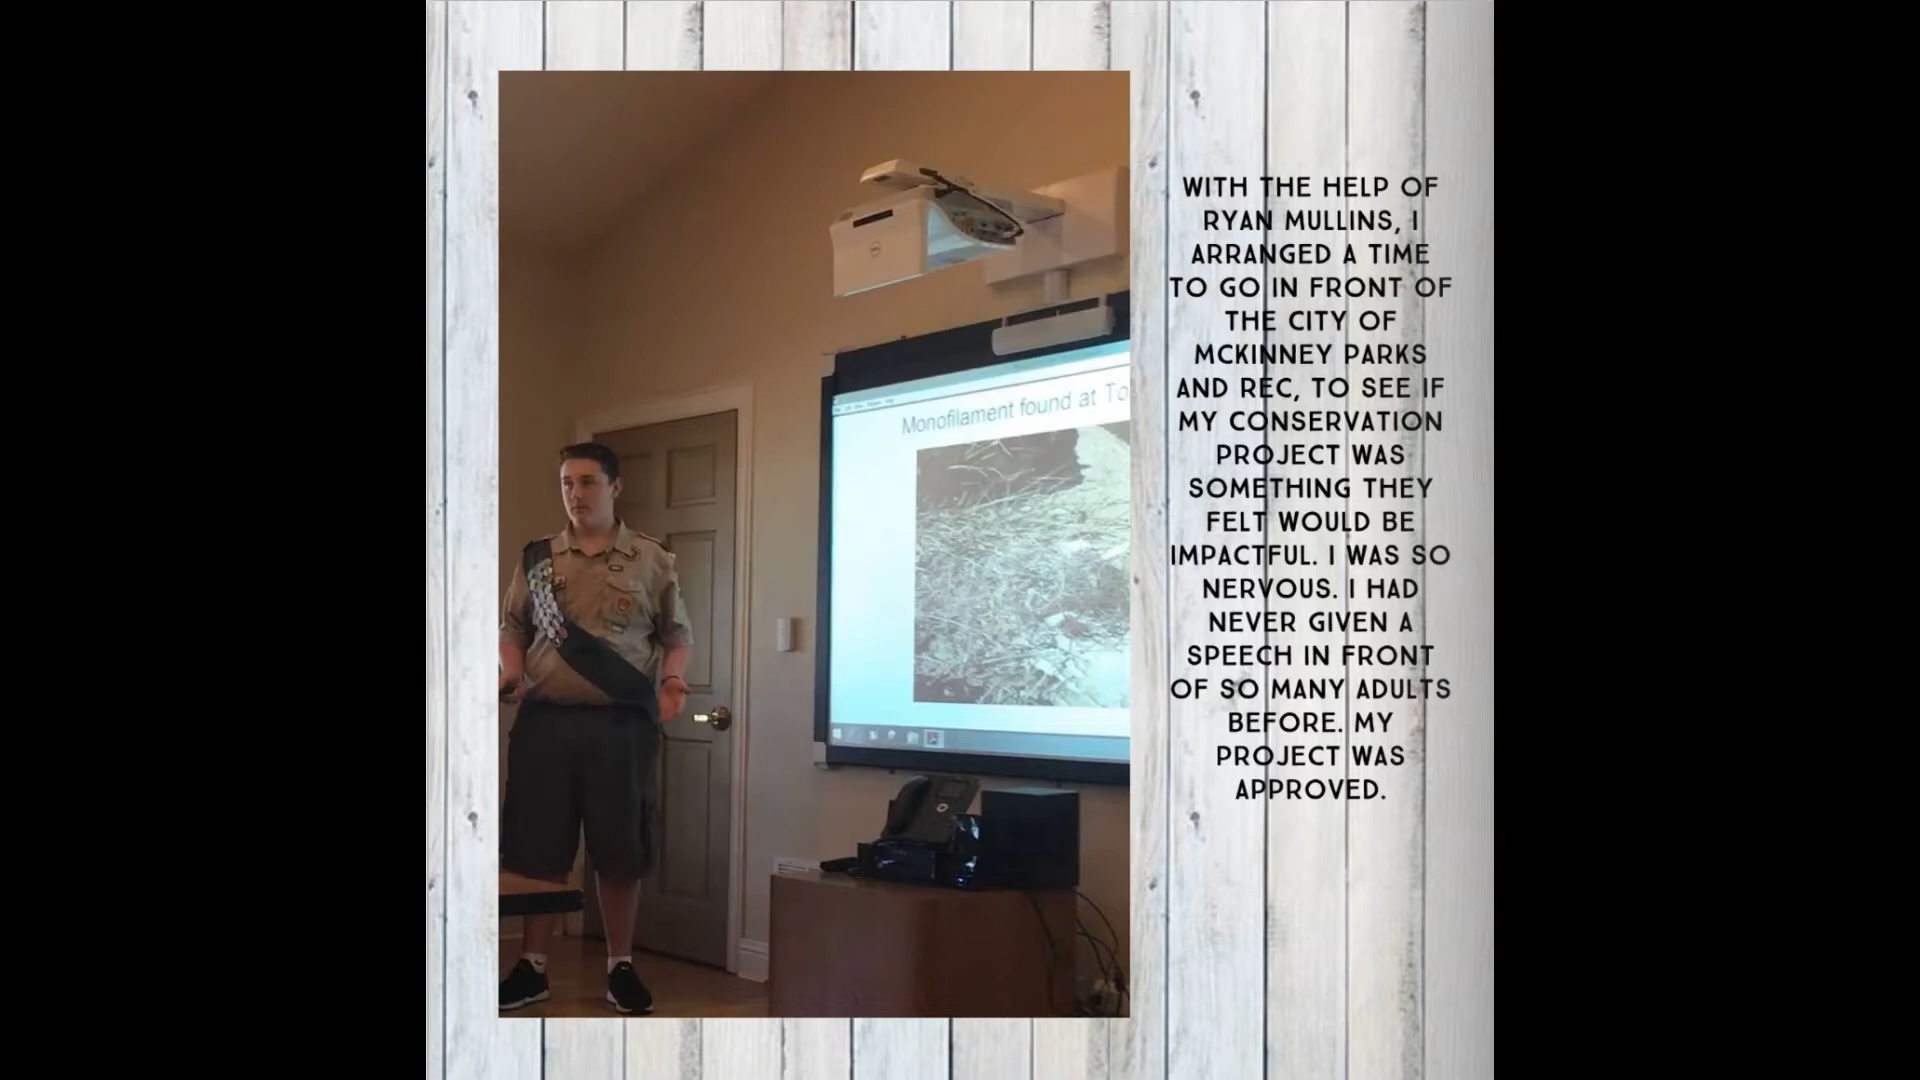 WITH THE HELP OF
RYAN MULLINS, I
ARRANGED A TIME
TO GO IN FRONT OF
THE CITY OF
MCKINNEY PARKS
AND REC, TO SEE IF
MY CONSERVATION
PROJECT WAS
SOMETHING THEY
FELT WOULD BE
IMPACTFUL. I WAS SO
NERVOUS. I HAD
NEVER GIVEN A
SPEECH IN FRONT
OF SO MANY ADULTS
BEFORE. MY
PROJECT WAS
APPROVED.
DELL
Monofilament found at To